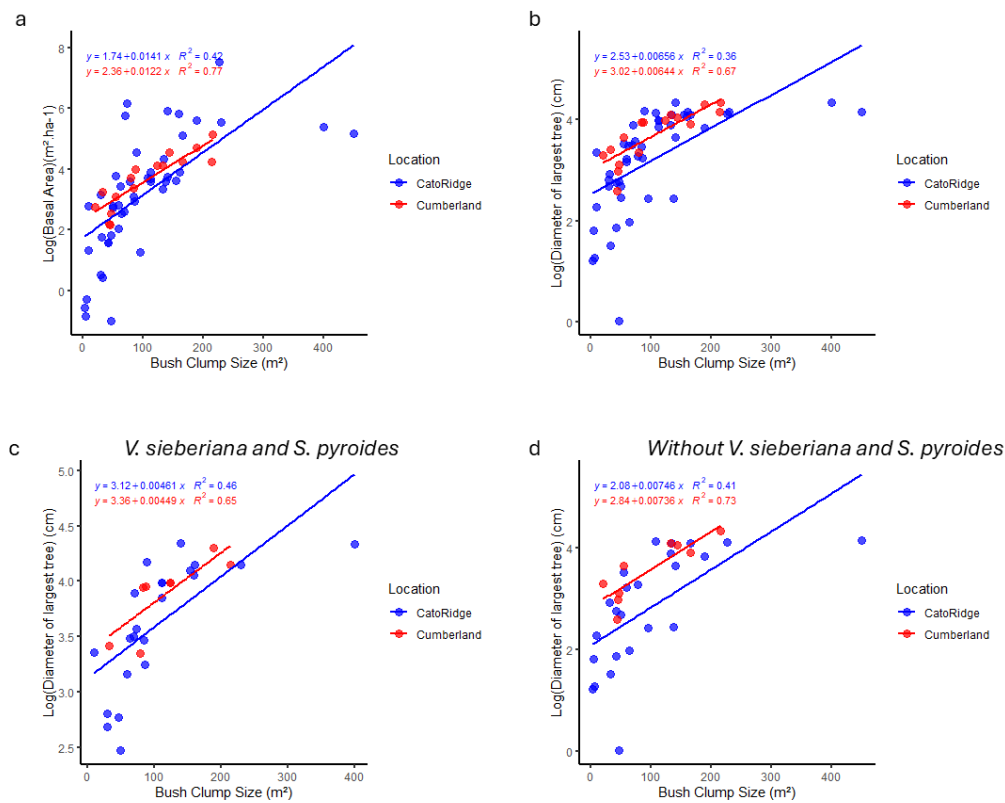 a
y = 1.74+0.0141 x   R² = 0.42
y = 2.36+0.0122 x   R² = 0.77
Log(Basal Area)(m².ha-1)
8
6
4
2
0
0 100 200 300 400
Bush Clump Size (m²)
Location
CatoRidge
Cumberland
b
y = 2.53+0.00656 x   R² = 0.36
y = 3.02+0.00644 x   R² = 0.67
Log(Diameter of largest tree) (cm)
4
2
0
0 100 200 300 400
Bush Clump Size (m²)
Location
CatoRidge
Cumberland
c
V. sieberiana and S. pyroides
y = 3.12+0.00461 x   R² = 0.46
y = 3.36+0.00449 x   R² = 0.65
Log(Diameter of largest tree) (cm)
5.0
4.5
4.0
3.5
3.0
2.5
0 100 200 300 400
Bush Clump Size (m²)
Location
CatoRidge
Cumberland
d
Without V. sieberiana and S. pyroides
y = 2.08+0.00746 x   R² = 0.41
y = 2.84+0.00736 x   R² = 0.73
Log(Diameter of largest tree) (cm)
4
2
0
0 100 200 300 400
Bush Clump Size (m²)
Location
CatoRidge
Cumberland